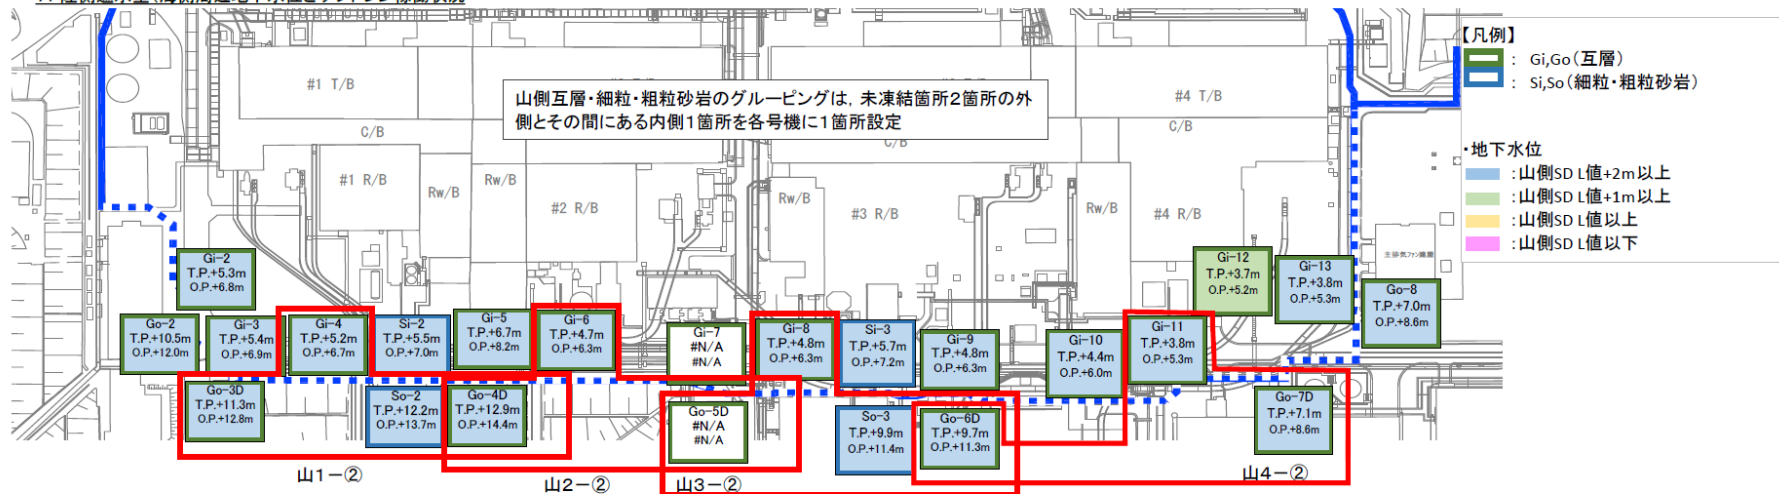 #1 T/B
#4 T/B
山側互層・細粒・粗粒砂岩のグルーピングは，未凍結箇所2箇所の外
側とその間にある内側1箇所を各号機に1箇所設定
C/B
C/B
C/B
#1 R/B
Rw/B
Rw/B
#2 R/B
Rw/B
#3 R/B
Rw/B
#4 R/B
主排気ファン建屋
【凡例】
： Gi,Go（互層）
： Si,So（細粒・粗粒砂岩）
・地下水位
：山側SD L値+2m以上
：山側SD L値+1m以上
：山側SD L値以上
：山側SD L値以下
Gi-2
T.P.+5.3m
O.P.+6.8m
Go-2
T.P.+10.5m
O.P.+12.0m
Gi-3
T.P.+5.4m
O.P.+6.9m
Gi-4
T.P.+5.2m
O.P.+6.7m
Si-2
T.P.+5.5m
O.P.+7.0m
Gi-5
T.P.+6.7m
O.P.+8.2m
Gi-6
T.P.+4.7m
O.P.+6.3m
Gi-7
#N/A
#N/A
Gi-8
T.P.+4.8m
O.P.+6.3m
Si-3
T.P.+5.7m
O.P.+7.2m
Gi-9
T.P.+4.8m
O.P.+6.3m
Gi-10
T.P.+4.4m
O.P.+6.0m
Gi-11
T.P.+3.8m
O.P.+5.3m
Gi-12
T.P.+3.7m
O.P.+5.2m
Gi-13
T.P.+3.8m
O.P.+5.3m
Go-8
T.P.+7.0m
O.P.+8.6m
Go-3D
T.P.+11.3m
O.P.+12.8m
So-2
T.P.+12.2m
O.P.+13.7m
Go-4D
T.P.+12.9m
O.P.+14.4m
Go-5D
#N/A
#N/A
So-3
T.P.+9.9m
O.P.+11.4m
Go-6D
T.P.+9.7m
O.P.+11.3m
Go-7D
T.P.+7.1m
O.P.+8.6m
山1-②
山2-②
山3-②
山4-②